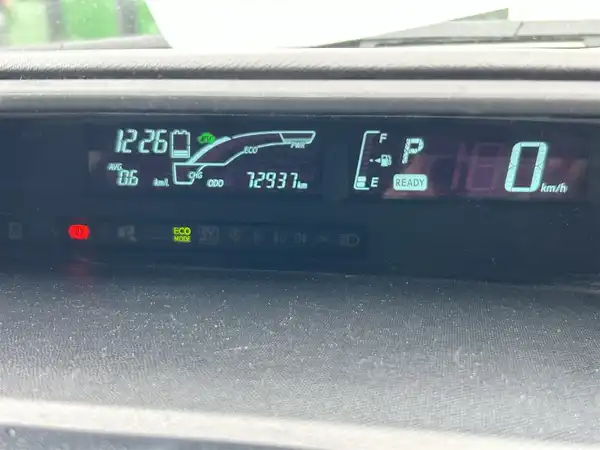 12:26
ECO
PWR
AVG
0.6 km/L
CHG
ODO 72937 km
F
E
P
READY
0 km/h
ECO
MODE